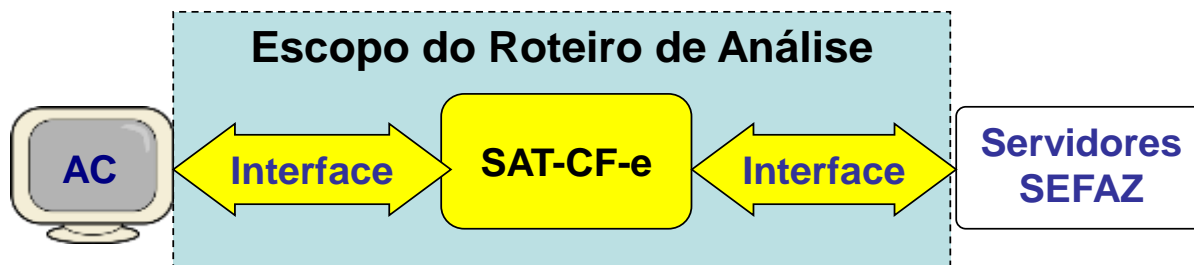 Escopo do Roteiro de Análise
AC
Interface
SAT-CF-e
Interface
Servidores
SEFAZ